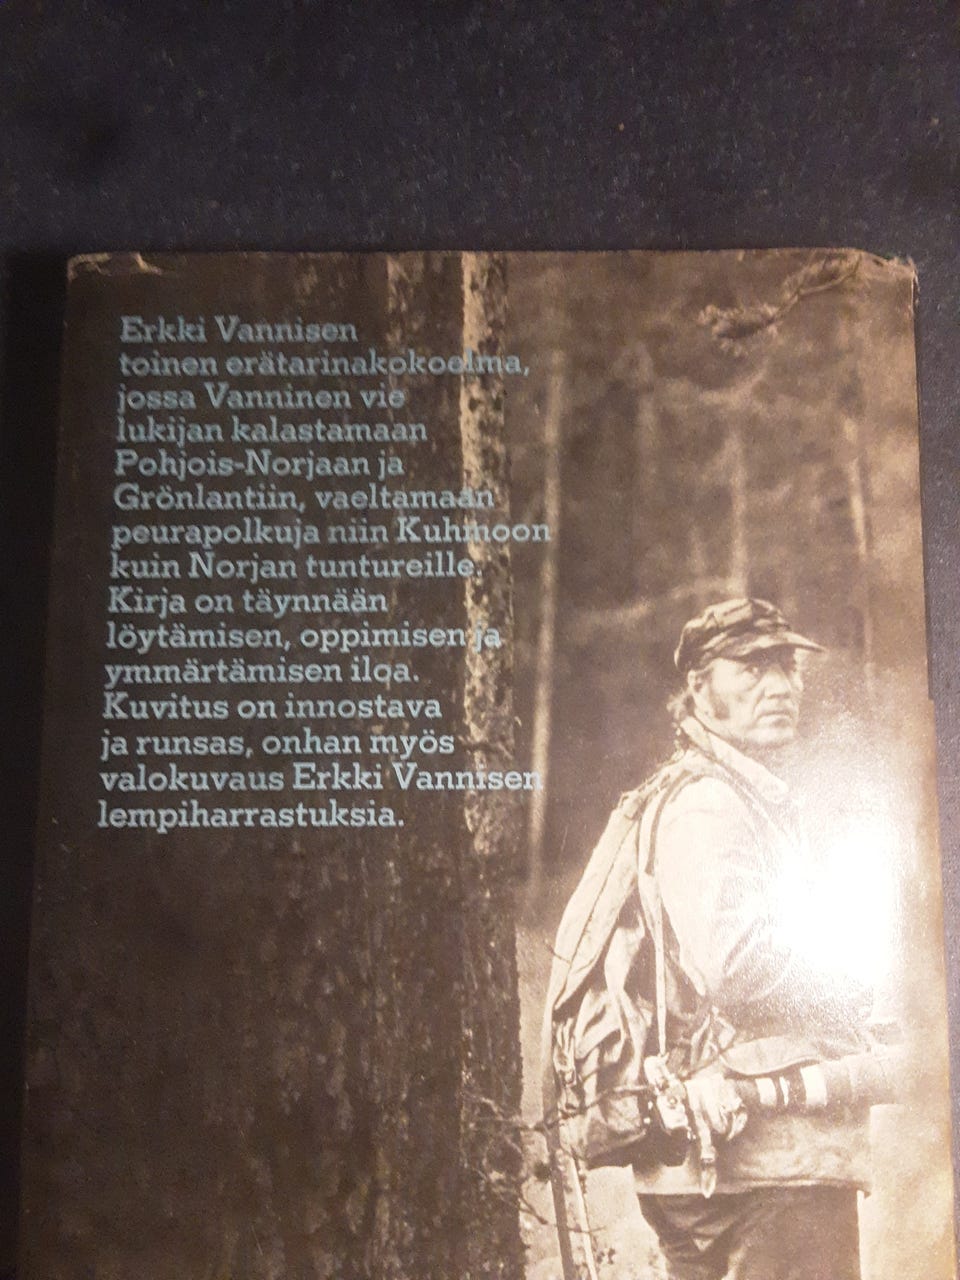 Erkki Vannisen
toinen erätarinakokoelma,
jossa Vanninen vie
lukijan kalastamaan
Pohjois-Norjaan ja
Grönlantiin, vaeltamaan
peurapolkuja niin Kuhmoon
kuin Norjan tuntureille.
Kirja on täynnään
löytämisen, oppimisen ja
ymmärtämisen iloa.
Kuvitus on innostava
ja runsas, onhan myös
valokuvaus Erkki Vannisen
lempiharrastuksia.